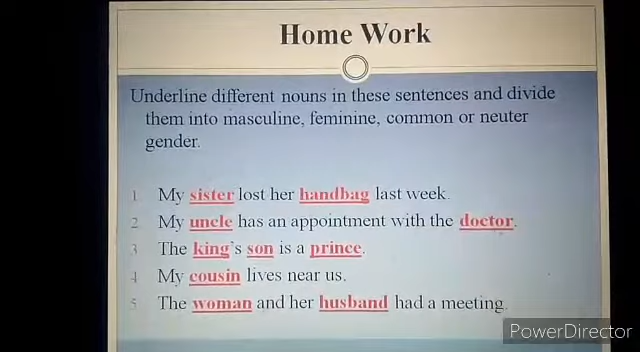 Home Work
Underline different nouns in these sentences and divide
them into masculine, feminine, common or neuter
gender.
1 My sister lost her handbag last week.
2 My uncle has an appointment with the doctor.
3 The king's son is a prince.
4 My cousin lives near us.
5 The woman and her husband had a meeting.
PowerDirector